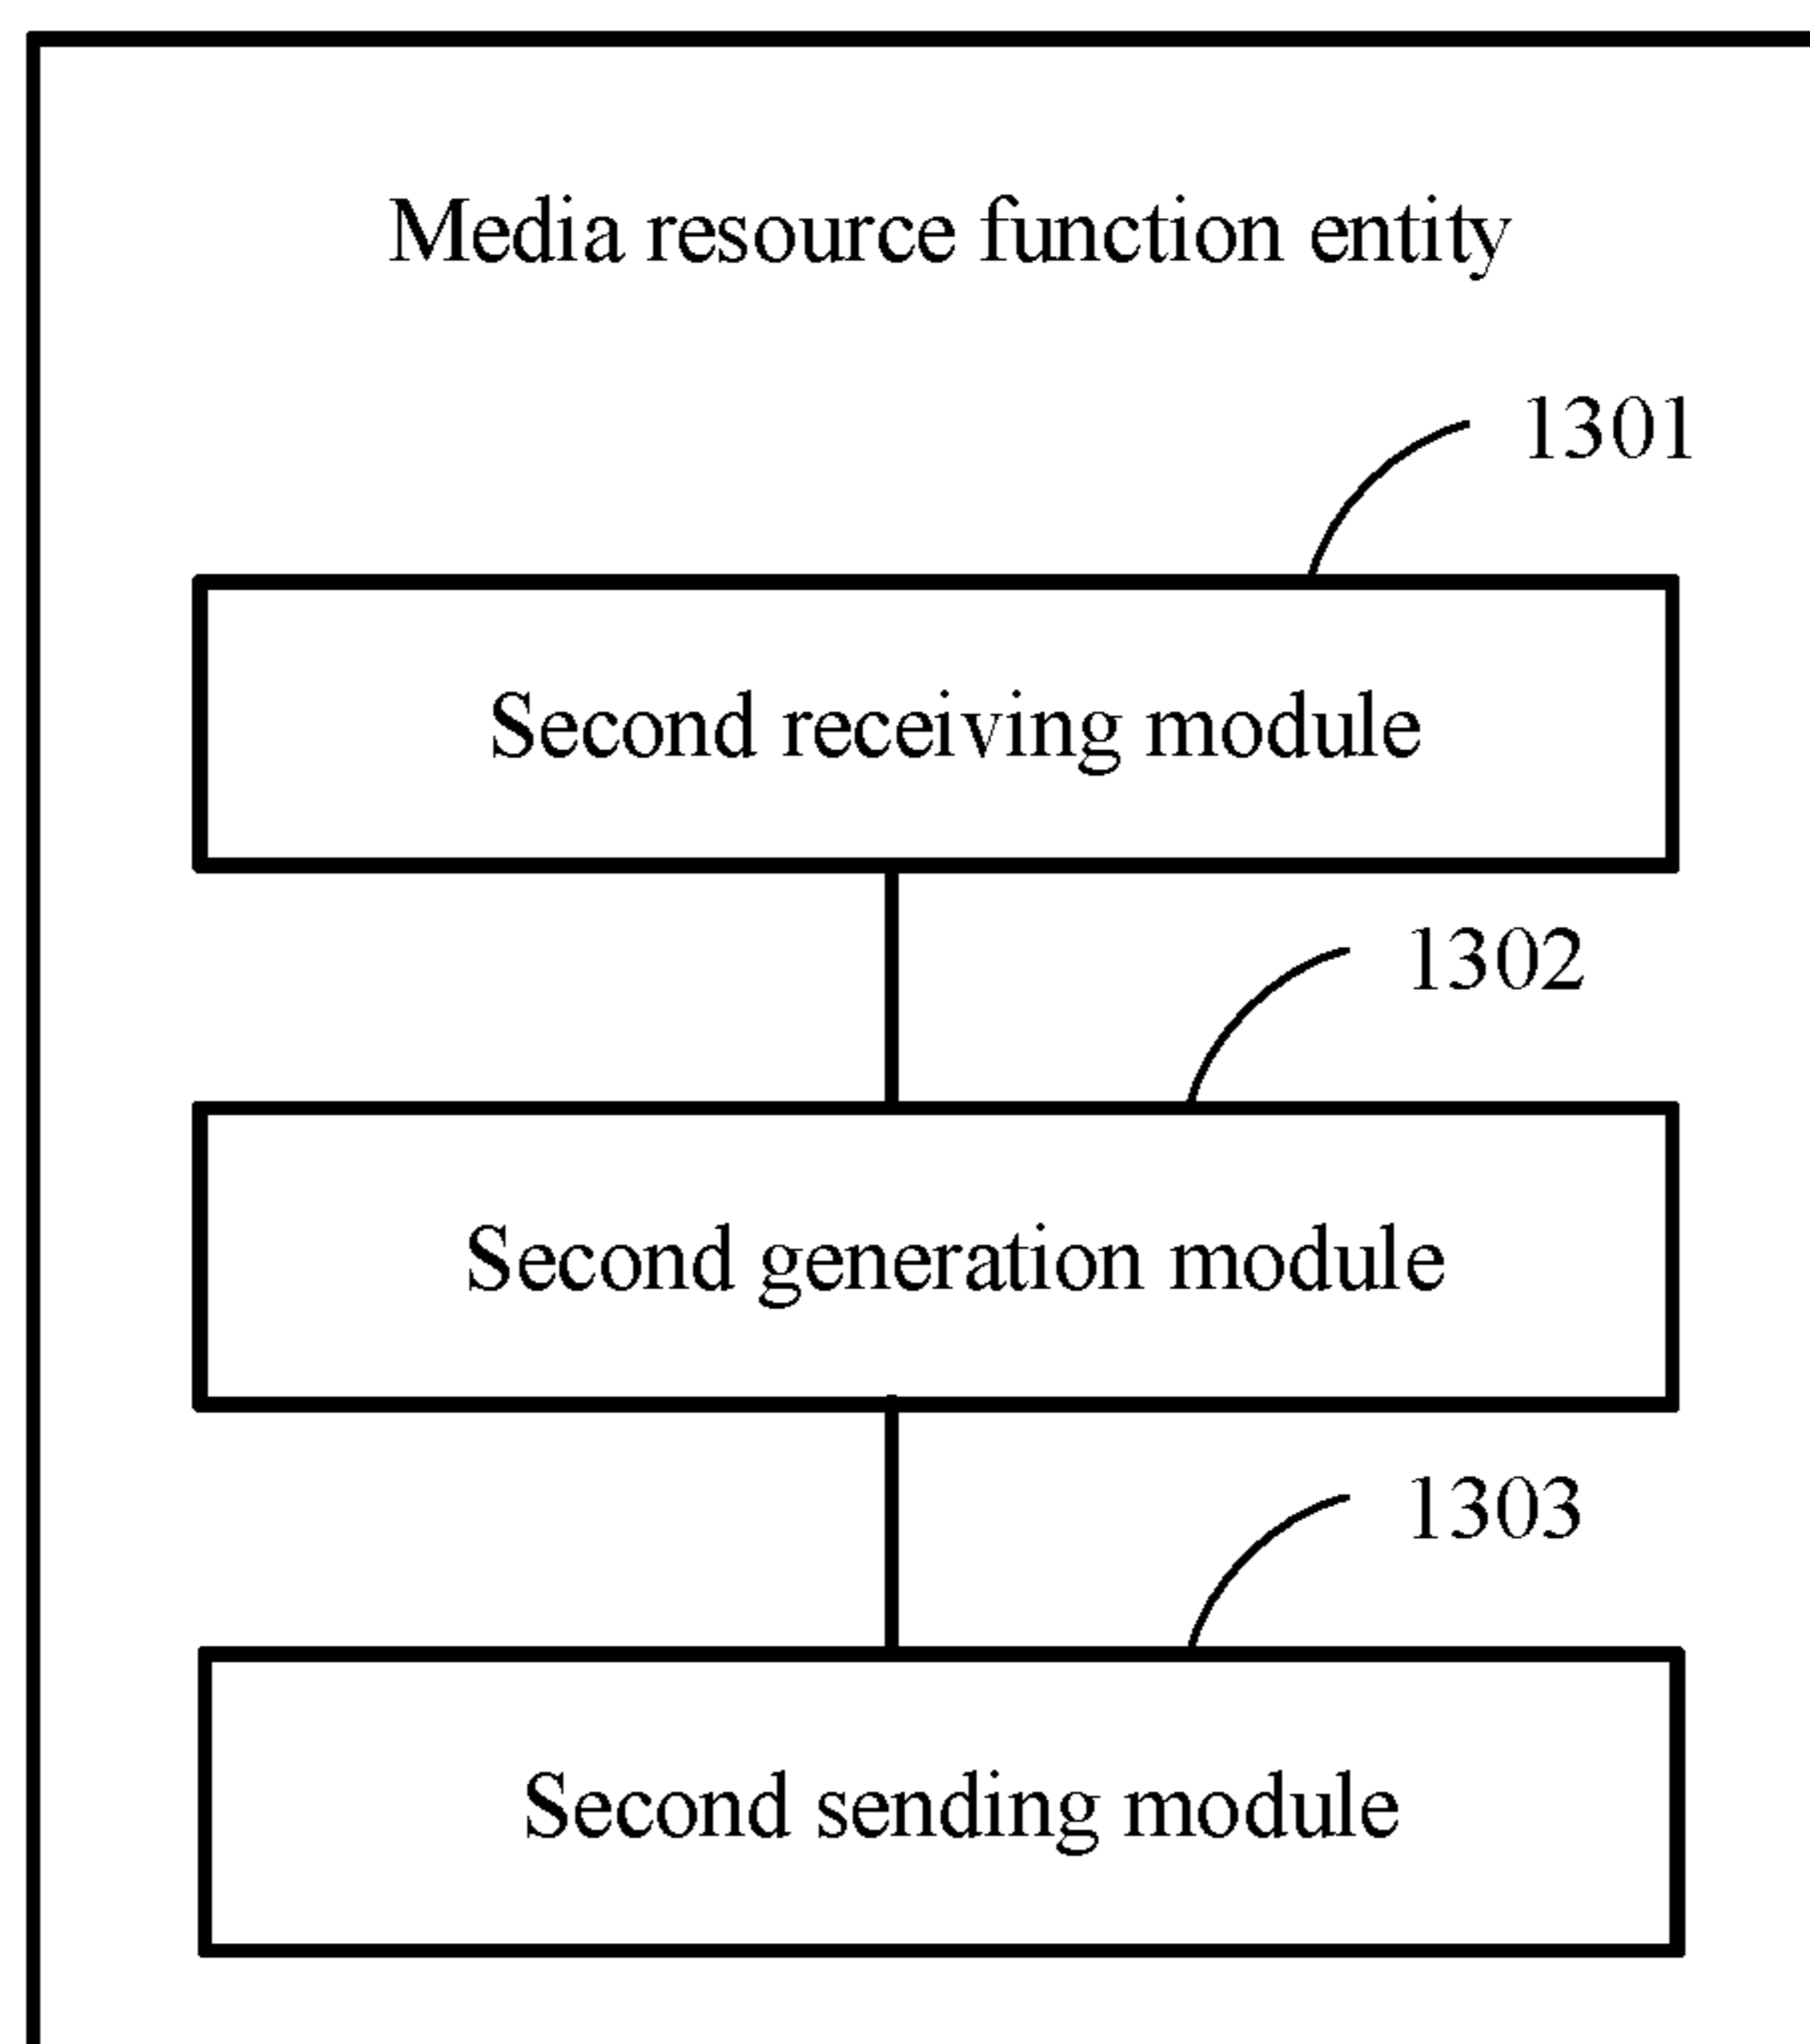 Media resource function entity
1301
Second receiving module
1302
Second generation module
1303
Second sending module